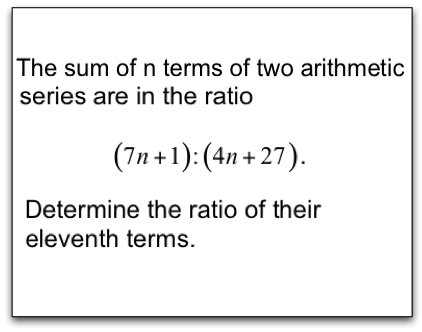 The sum of n terms of two arithmetic
series are in the ratio
(7n+1):(4n+27).
Determine the ratio of their
eleventh terms.